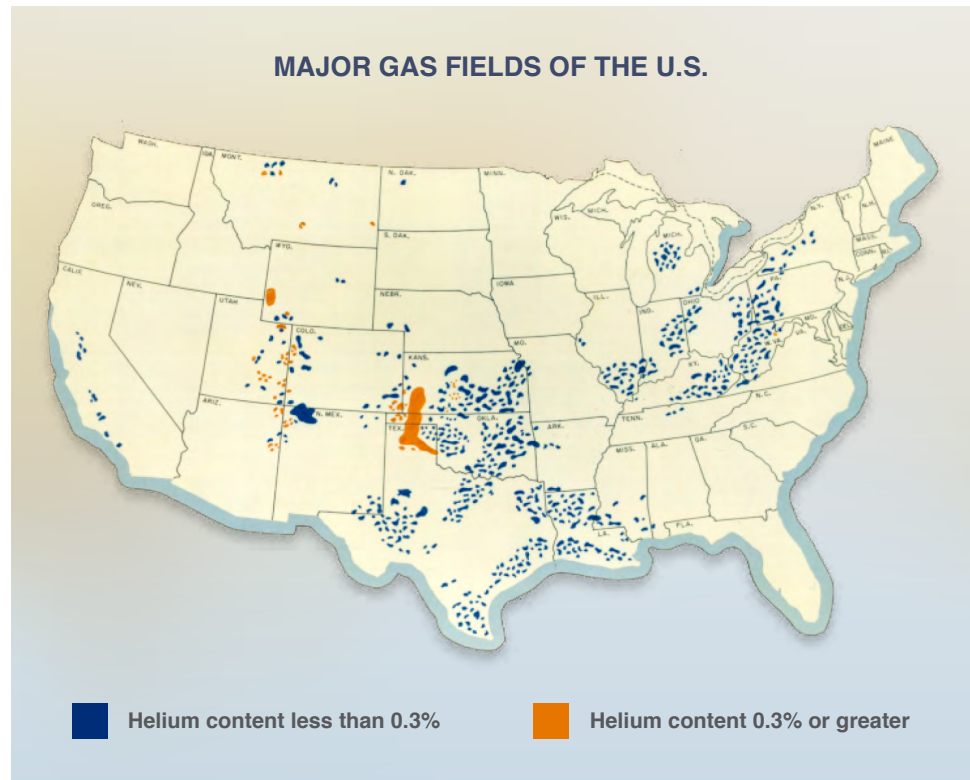 MAJOR GAS FIELDS OF THE U.S.
WASH.
IDA.
MONT.
N. DAK.
MINN.
MAINE
OREG.
WIS.
MICH.
N.Y.
VT.
N.H.
S. DAK.
MICH.
MASS.
CONN.
WYO.
CALIF.
NEV.
UTAH
NEBR.
IOWA
ILL.
IND.
OHIO
PA.
N.J.
MD.
COLO.
KANS.
MO.
KY.
VA.
ARIZ.
N. MEX.
TEX.
OKLA.
ARK.
TENN.
N.C.
S.C.
MISS.
ALA.
GA.
LA.
FLA.
Helium content less than 0.3%
Helium content 0.3% or greater